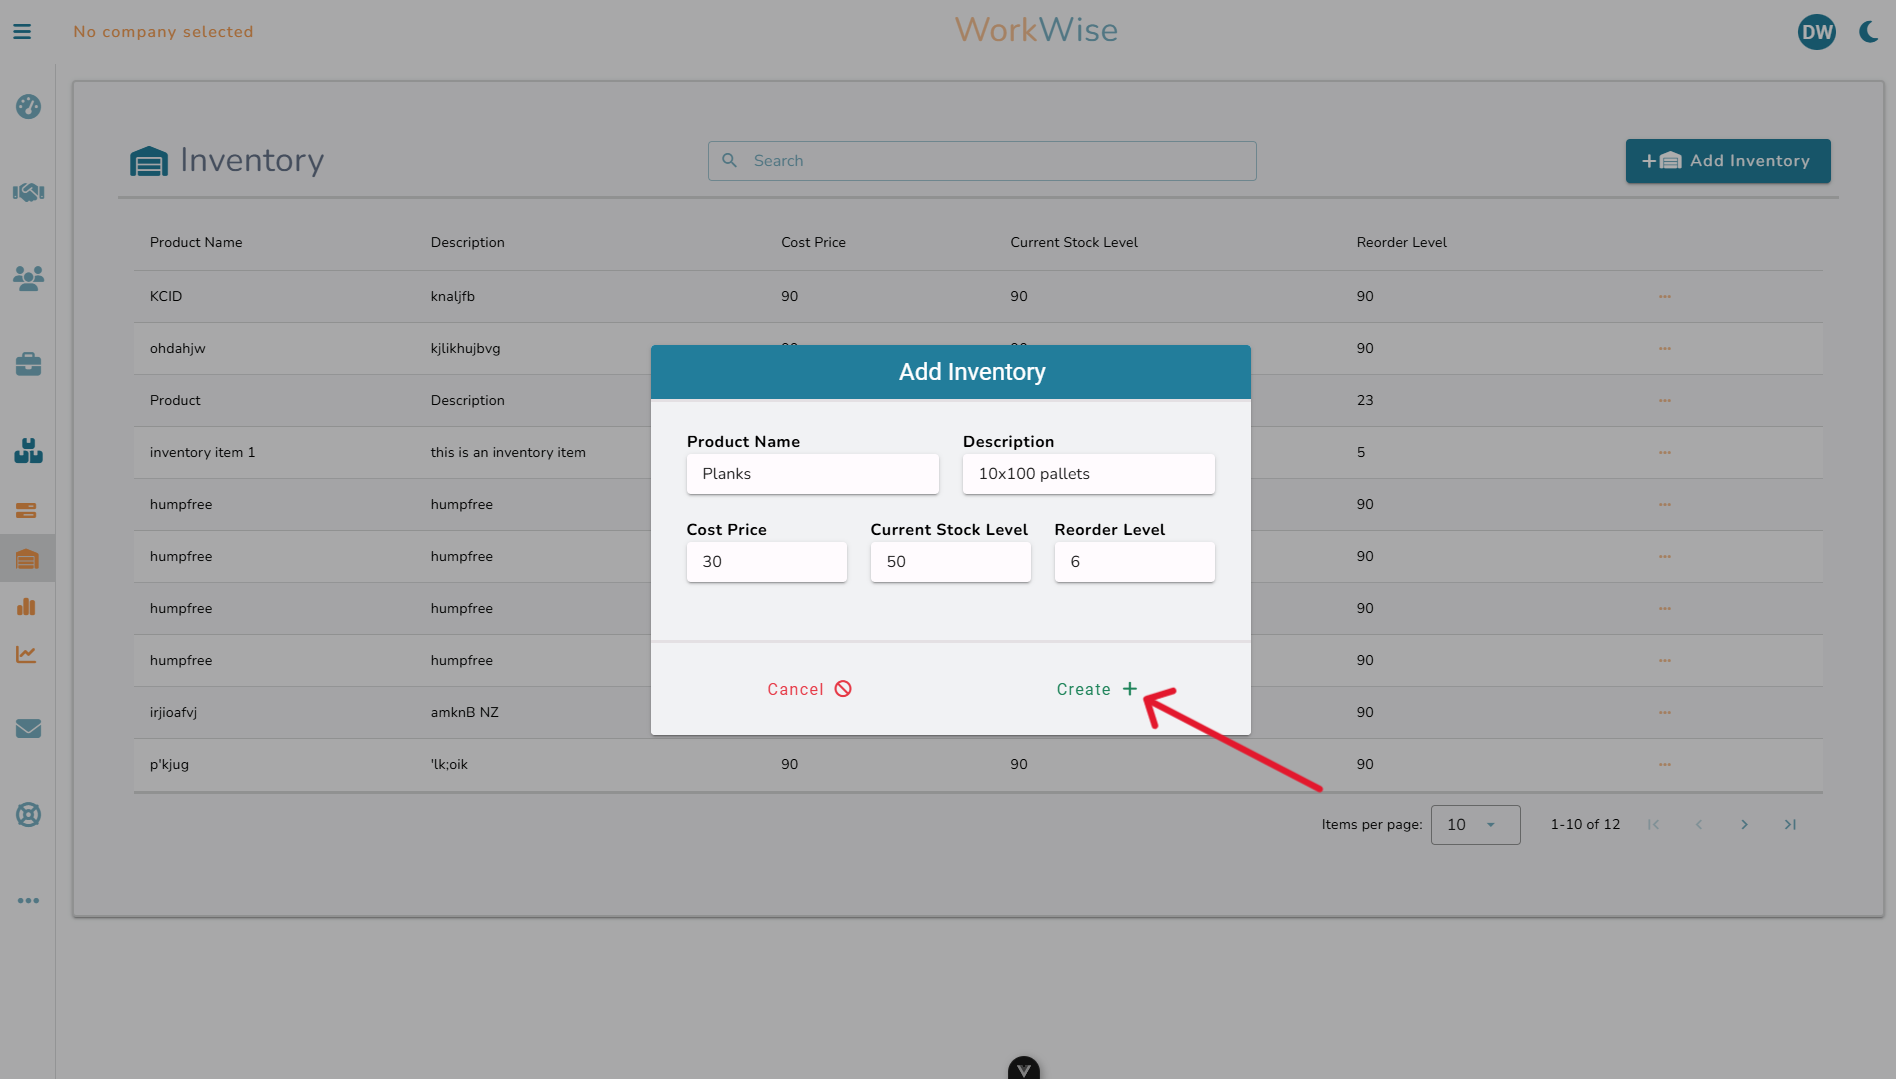 No company selected
WorkWise
DW
Inventory
Search
Add Inventory
Product Name Description Cost Price Current Stock Level Reorder Level
KCID knaljfb 90 90 90
ohdahjw kjlikhujbvg 90
Product Description 23
inventory item 1 this is an inventory item 5
humpfree humpfree 90
humpfree humpfree 90
humpfree humpfree 90
humpfree humpfree 90
irjioafvj amknB NZ 90
p'kjug 'lk;oik 90 90 90
Items per page: 10 1-10 of 12
Add Inventory
Product Name Description
Planks 10x100 pallets
Cost Price Current Stock Level Reorder Level
30 50 6
Cancel Create